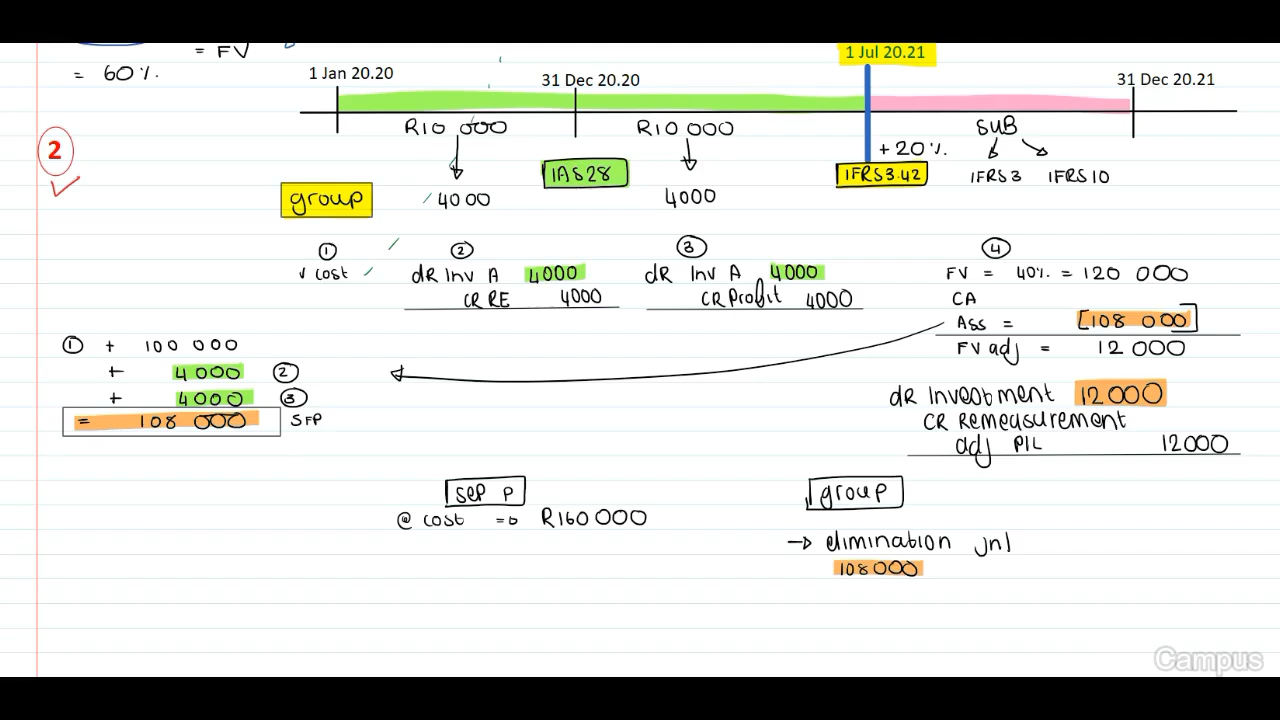 = FV
= 60%.
1 Jul 20.21
1 Jan 20.20
31 Dec 20.20
31 Dec 20.21
R10 000
R10 000
SUB
2
+ 20%.
IAS28
IFRS3.42
IFRS3
IFRS10
group
4000
4000
1
2
3
4
√ cost
dR Inv A 4000
CR RE 4000
dR Inv A 4000
CR Profit 4000
FV = 40%. = 120 000
CA
Ass = [108 000]
FV adj = 12 000
1 + 100 000
+ 4000 2
+ 4000 3
= 108 000 SFP
dR Investment 12000
CR Remeasurement
adj P/L 12000
sep p
@ cost => R160 000
group
→ elimination jnl
108000
Campus